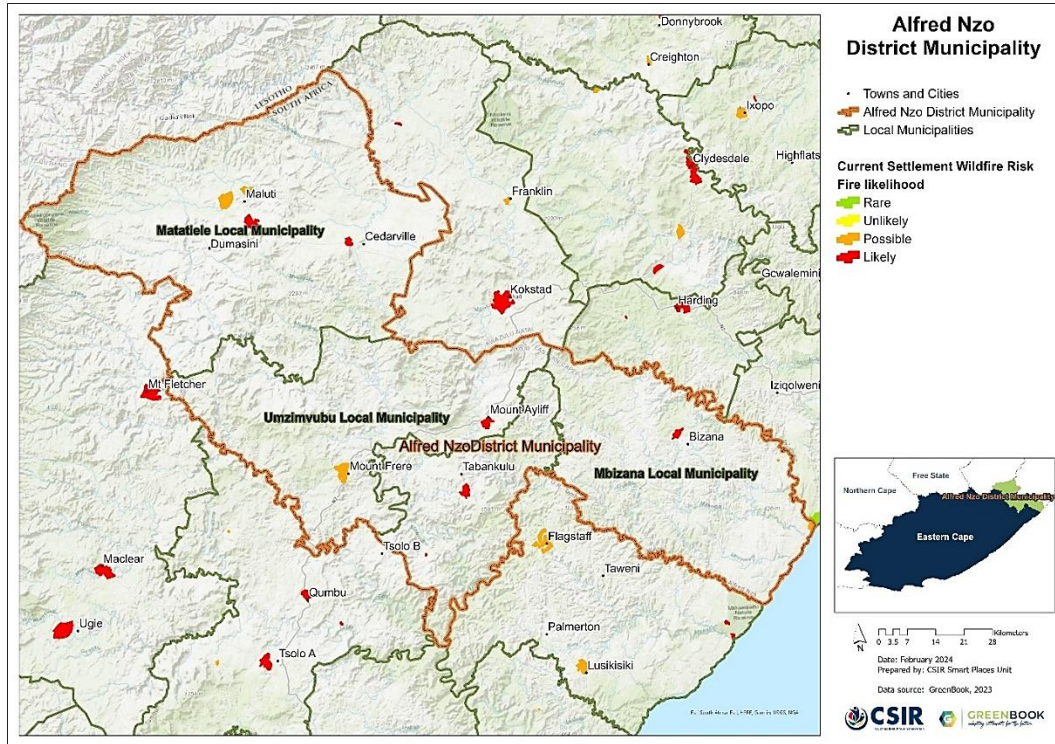 Alfred Nzo
District Municipality
Towns and Cities
Alfred Nzo District Municipality
Local Municipalities
Current Settlement Wildfire Risk
Fire likelihood
Rare
Unlikely
Possible
Likely
Donnybrook
Creighton
Ixopo
Highflats
Clydesdale
LESOTHO
SOUTH AFRICA
Franklin
Maluti
Matatiele Local Municipality
Dumasini
Cedarville
Gcwalemini
Kokstad
Harding
KWAZULU-NATAL
Mt Fletcher
Iziqolweni
Umzimvubu Local Municipality
Mount Ayliff
Bizana
Alfred NzoDistrict Municipality
Mount Frere
Tabankulu
Mbizana Local Municipality
Flagstaff
Tsolo B
Taweni
Maclear
Qumbu
Ugie
Palmerton
Tsolo A
Lusikisiki
Northern Cape
Free State
Alfred Nzo District Municipality
Eastern Cape
N
0 3.5 7 14 21 28
Kilometers
Date: February 2024
Prepared by: CSIR Smart Places Unit
Data source: GreenBook, 2023
CSIR
GREENBOOK